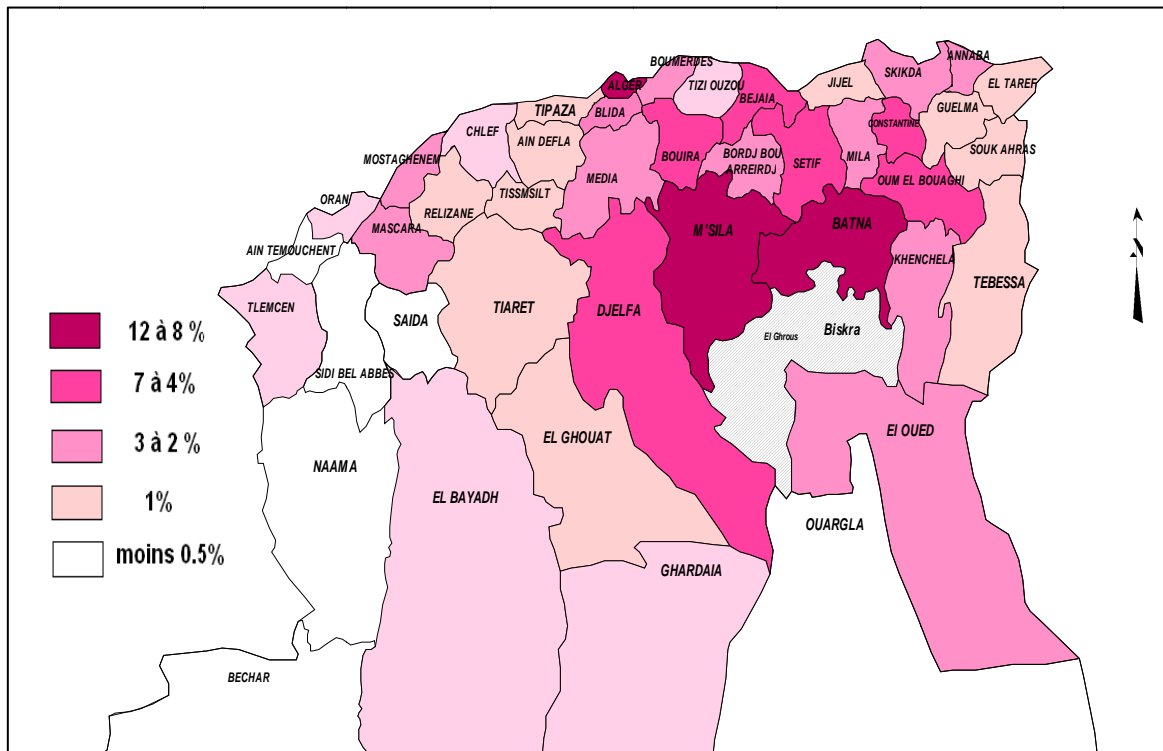 ANNABA
BOUMERDES
SKIKDA
TIZI OUZOU
JIJEL
EL TAREF
ALGER
BEJAIA
TIPAZA
BLIDA
GUELMA
CHLEF
CONSTANTINE
AIN DEFLA
BORDJ BOU
ARREIRDJ
SOUK AHRAS
MOSTAGHENEM
BOUIRA
SETIF
MILA
MEDIA
OUM EL BOUAGHI
TISSMSILT
ORAN
RELIZANE
MASCARA
M'SILA
BATNA
AIN TEMOUCHENT
KHENCHELA
TEBESSA
TLEMCEN
TIARET
DJELFA
SAIDA
El Ghrous
Biskra
12 à 8 %
SIDI BEL ABBES
7 à 4%
EL GHOUAT
El OUED
3 à 2 %
NAAMA
EL BAYADH
1%
OUARGLA
moins 0.5%
GHARDAIA
BECHAR
N